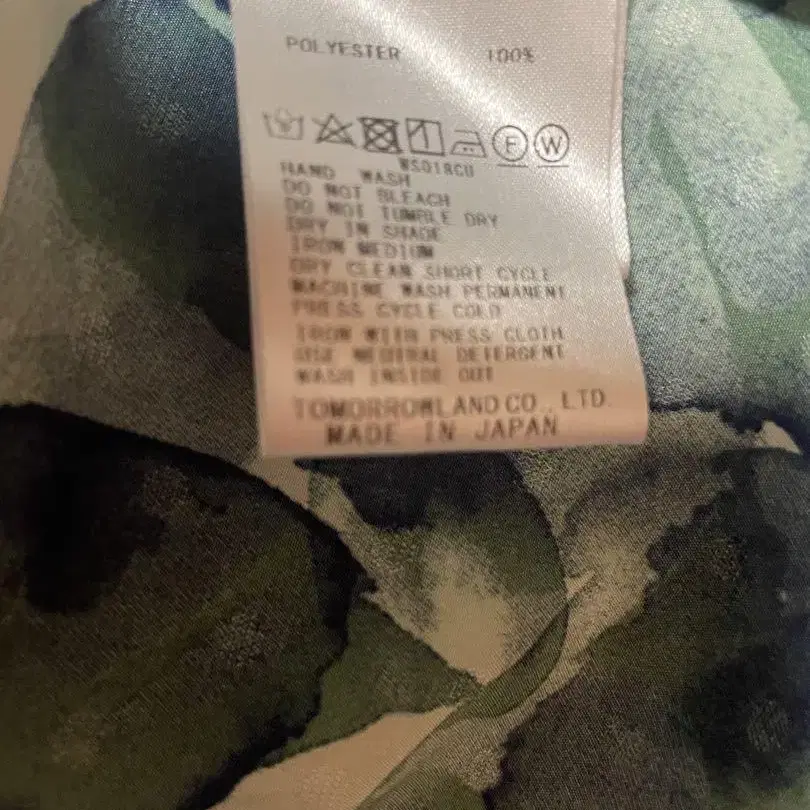 POLYESTER 100%
F W
WS01RCU
HAND WASH
DO NOT BLEACH
DO NOT TUMBLE DRY
DRY IN SHADE
IRON MEDIUM
DRY CLEAN SHORT CYCLE
MACHINE WASH PERMANENT
PRESS CYCLE COLD
IRON WITH PRESS CLOTH
USE NEUTRAL DETERGENT
WASH INSIDE OUT
TOMORROWLAND CO., LTD.
MADE IN JAPAN